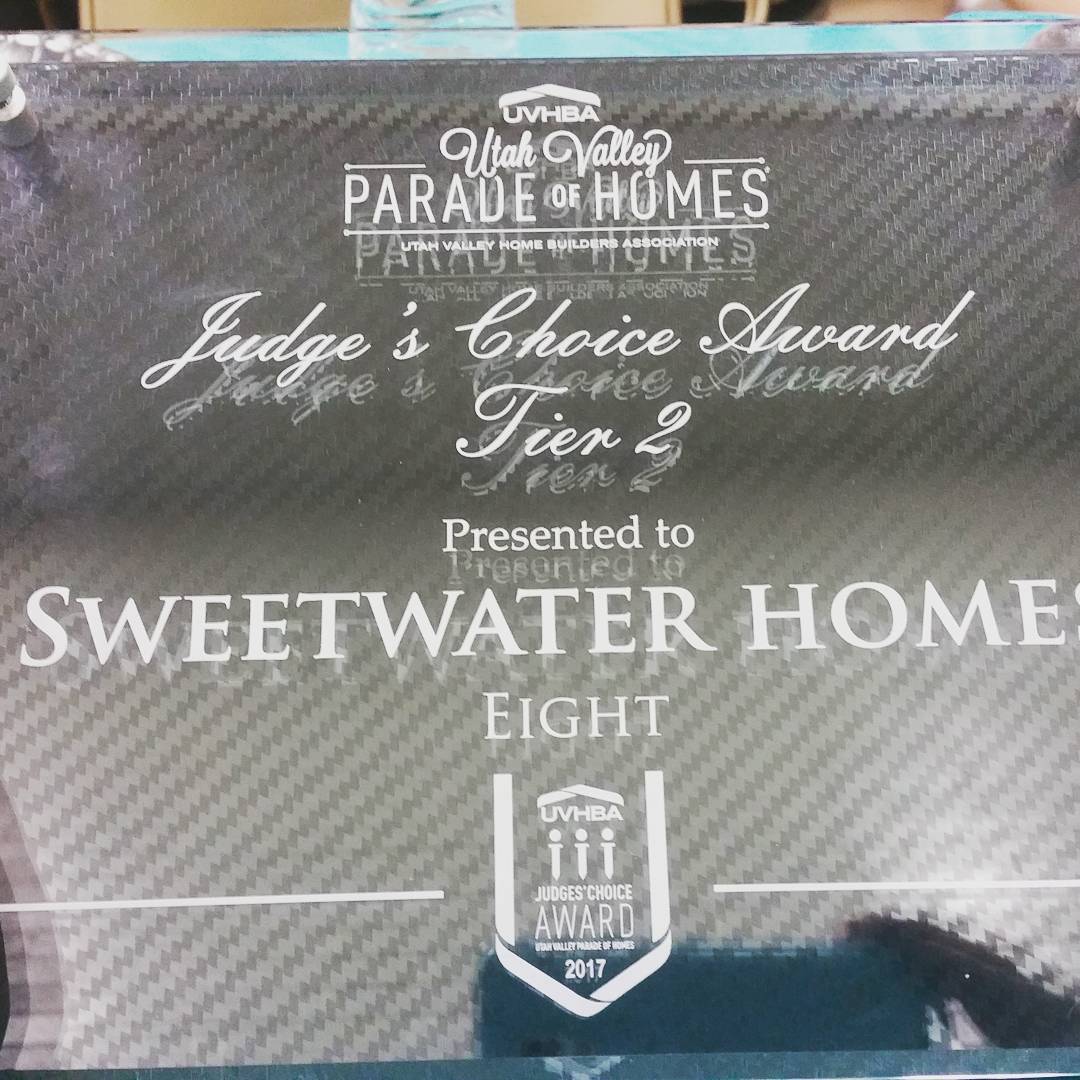 UVHBA
Utah Valley
PARADE OF HOMES
UTAH VALLEY HOME BUILDERS ASSOCIATION
Judge's Choice Award
Tier 2
Presented to
SWEETWATER HOMES
EIGHT
UVHBA
JUDGES' CHOICE
AWARD
UTAH VALLEY PARADE OF HOMES
2017